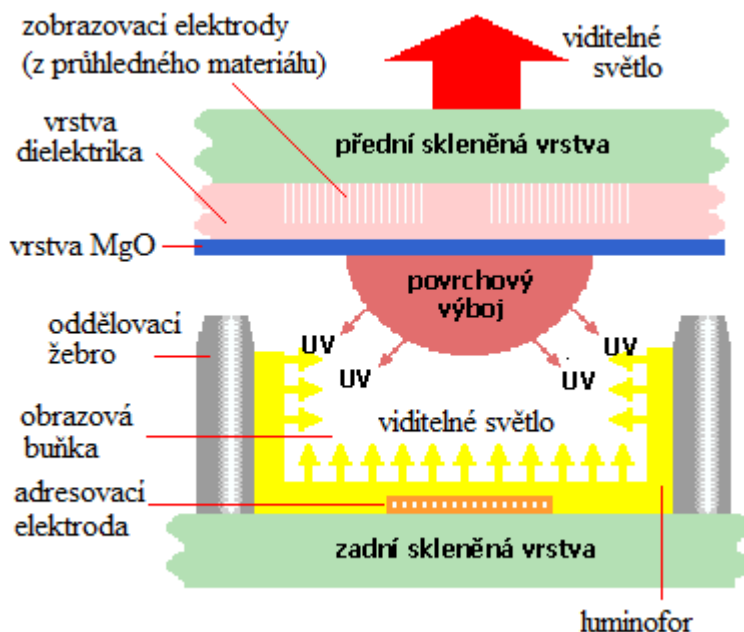 zobrazovací elektrody
(z průhledného materiálu)
viditelné
světlo
vrstva
dielektrika
přední skleněná vrstva
vrstva MgO
povrchový
výboj
oddělovací
žebro
UV
UV
UV
UV
obrazová
buňka
viditelné světlo
adresovací
elektroda
zadní skleněná vrstva
luminofor